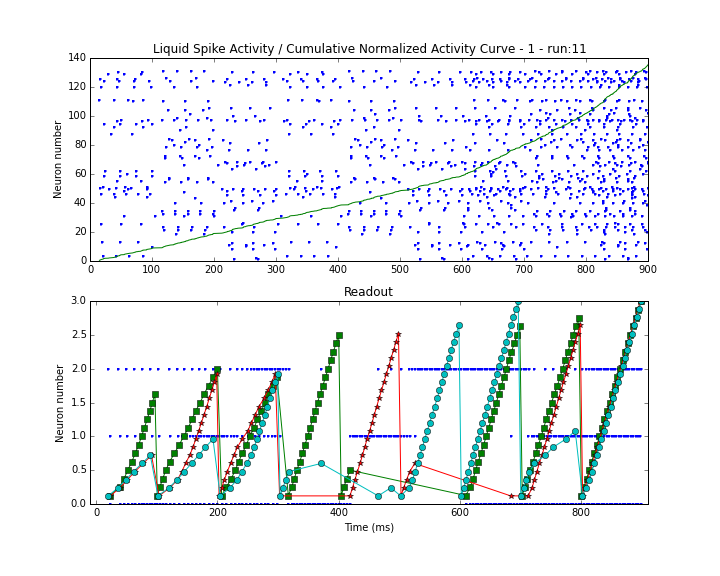 Liquid Spike Activity / Cumulative Normalized Activity Curve - 1 - run:11
140
120
100
80
60
40
20
0
Neuron number
0 100 200 300 400 500 600 700 800 900
Readout
3.0
2.5
2.0
1.5
1.0
0.5
0.0
Neuron number
0 200 400 600 800
Time (ms)